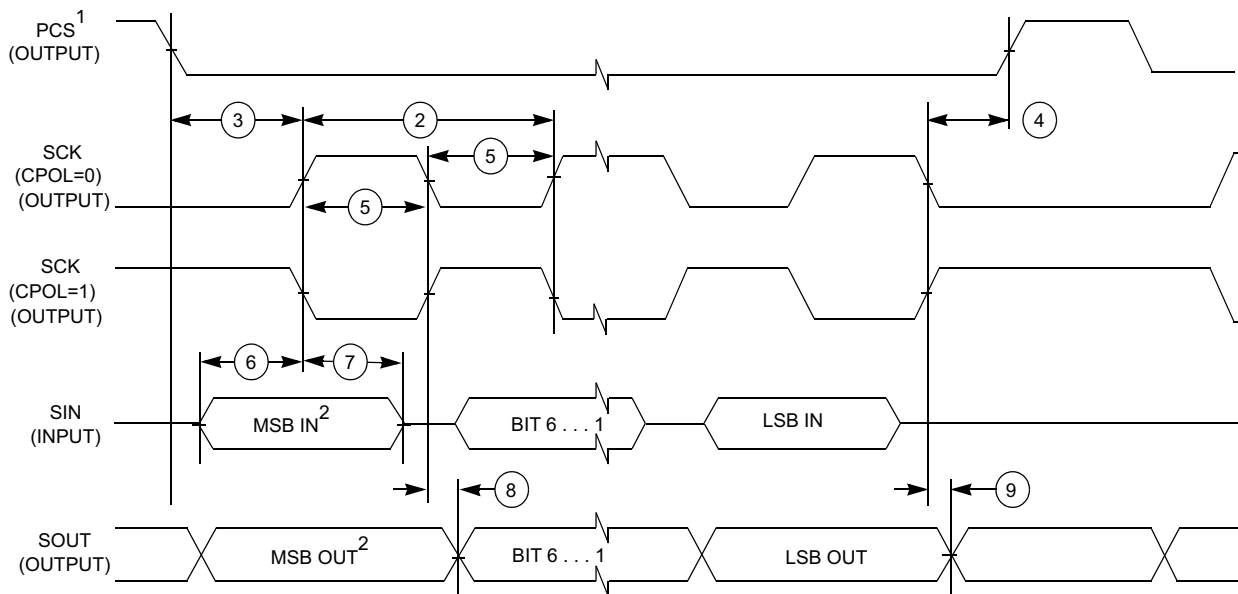 PCS1
(OUTPUT)
3
2
4
SCK
(CPOL=0)
(OUTPUT)
5
5
SCK
(CPOL=1)
(OUTPUT)
6
7
SIN
(INPUT)
MSB IN2
BIT 6 . . . 1
LSB IN
8
9
SOUT
(OUTPUT)
MSB OUT2
BIT 6 . . . 1
LSB OUT